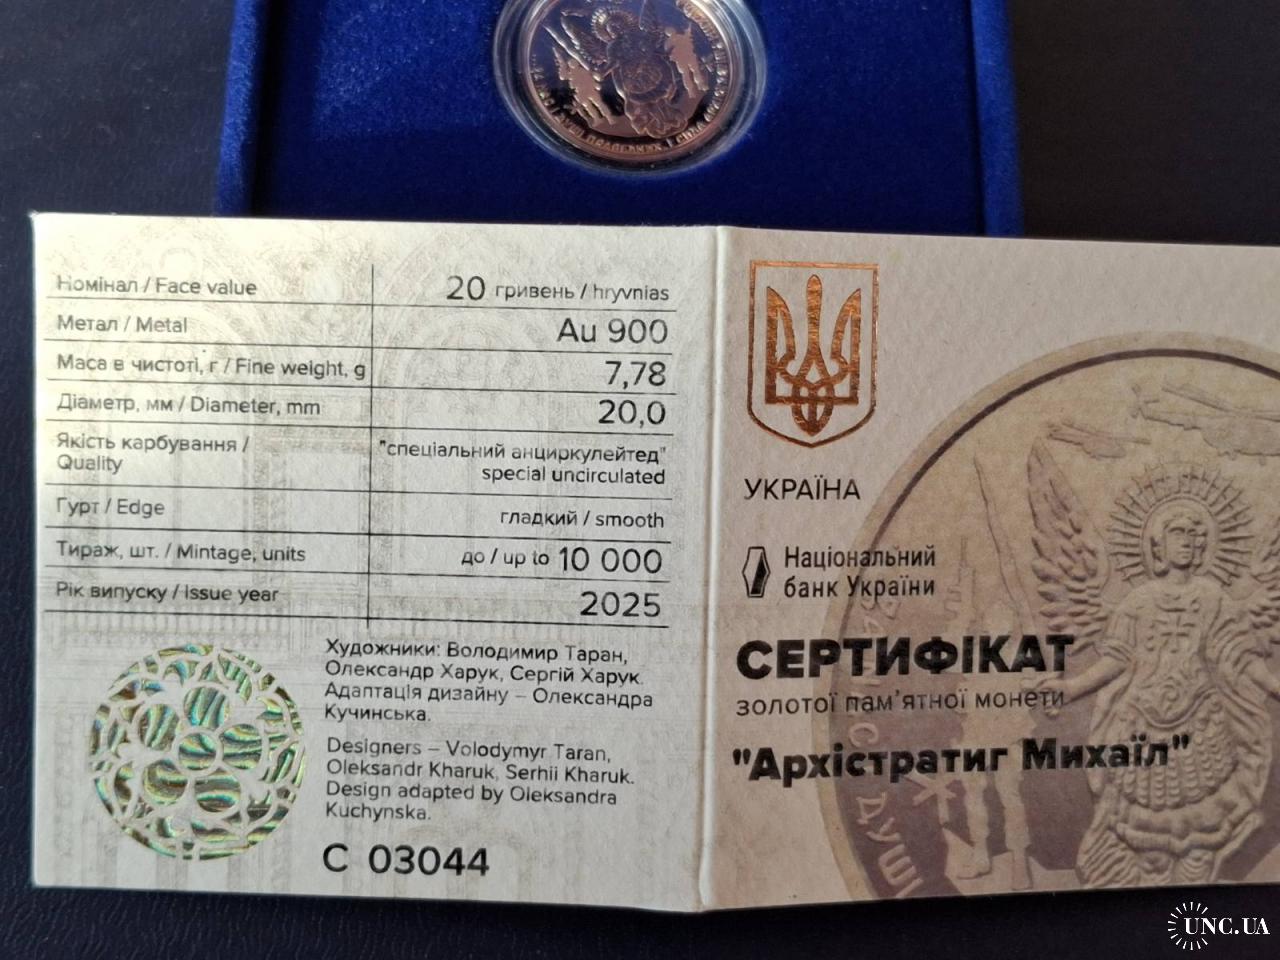 Номінал / Face value
20 гривень / hryvnias
Метал / Metal
Au 900
Маса в чистоті, г / Fine weight, g
7,78
Діаметр, мм / Diameter, mm
20,0
Якість карбування /
Quality
"спеціальний анциркулейтед"
special uncirculated
Гурт / Edge
гладкий / smooth
Тираж, шт. / Mintage, units
до / up to 10 000
Рік випуску / Issue year
2025
Художники: Володимир Таран,
Олександр Харук, Сергій Харук.
Адаптація дизайну – Олександра
Кучинська.
Designers – Volodymyr Taran,
Oleksandr Kharuk, Serhii Kharuk.
Design adapted by Oleksandra
Kuchynska.
C 03044
УКРАЇНА
Національний
банк України
СЕРТИФІКАТ
золотої пам'ятної монети
"Архістратиг Михаїл"
UNC.UA